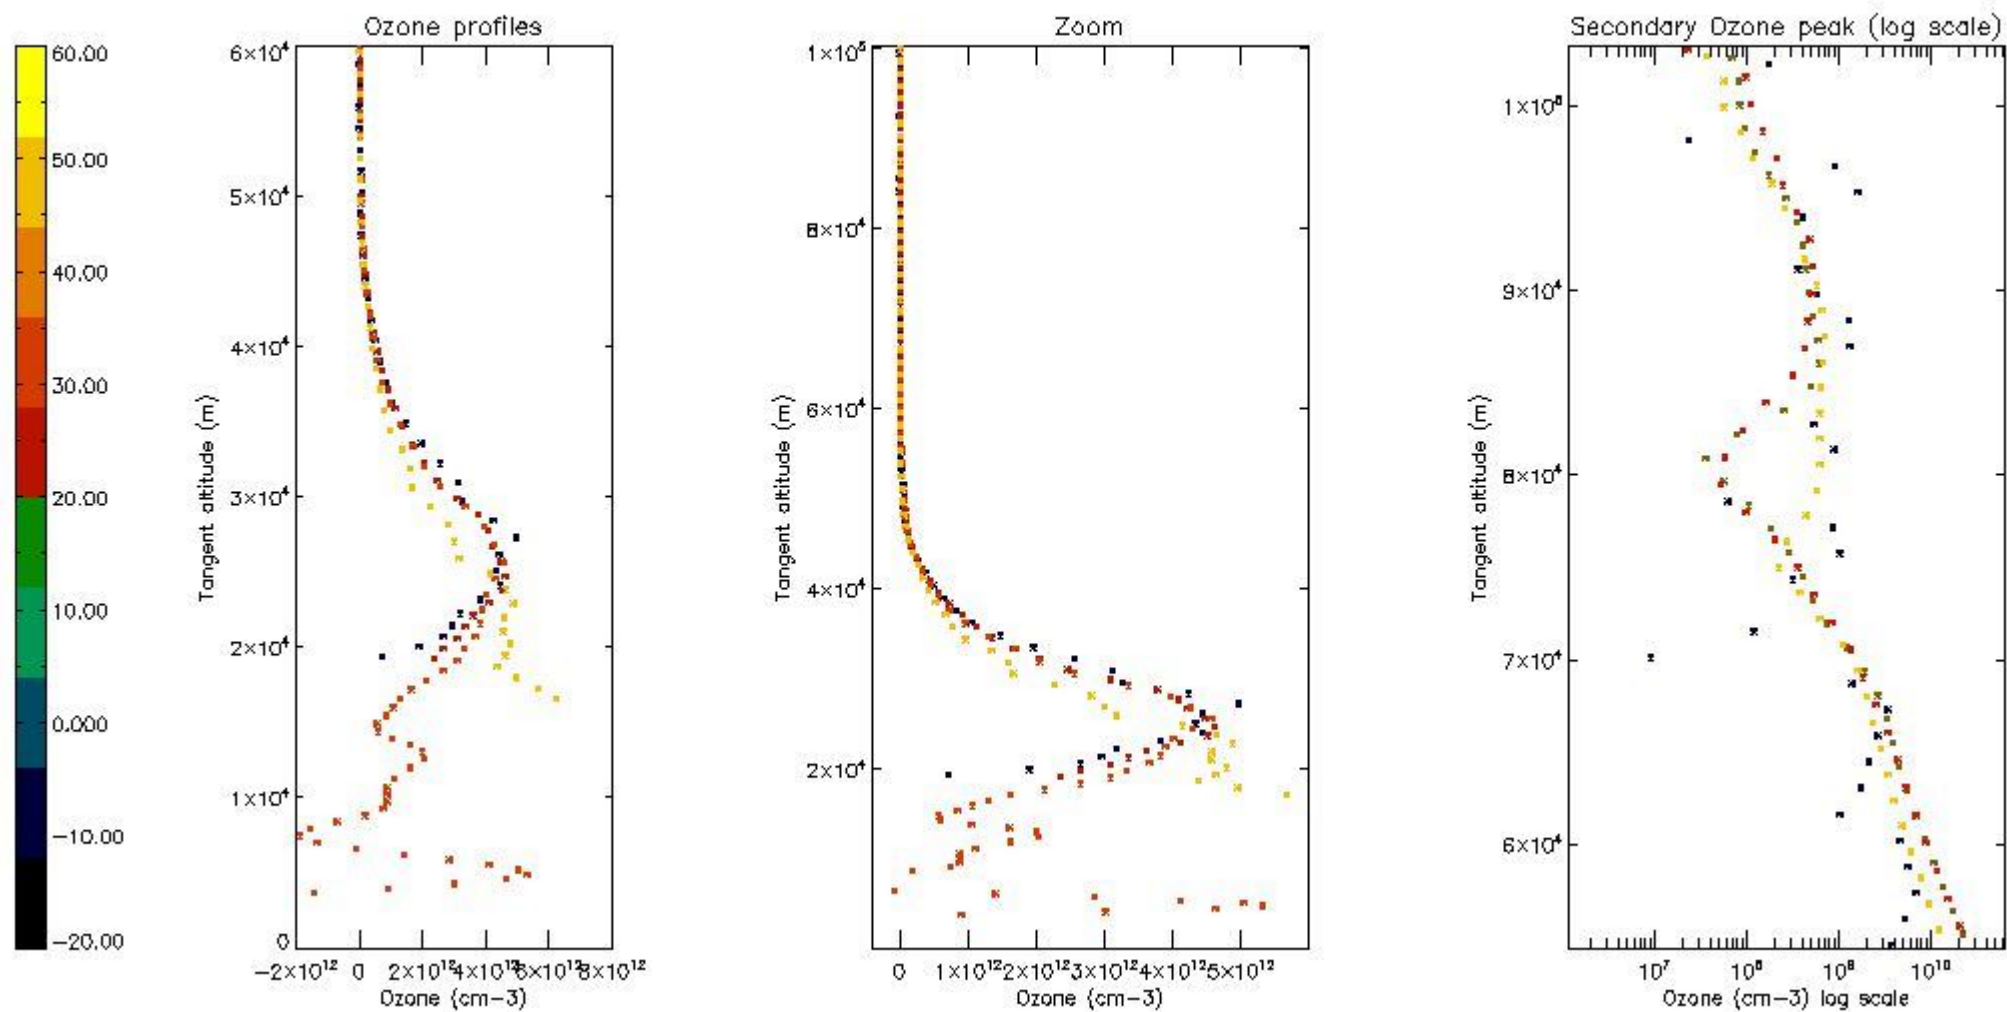 Ozone profiles
Zoom
Secondary Ozone peak (log scale)
60.00
50.00
40.00
30.00
20.00
10.00
0.000
−10.00
−20.00
6×10⁴
5×10⁴
4×10⁴
3×10⁴
2×10⁴
1×10⁴
0
Tangent altitude (m)
−2×10¹² 0 2×10¹² 4×10¹² 6×10¹² 8×10¹²
Ozone (cm−3)
1×10⁵
8×10⁴
6×10⁴
4×10⁴
2×10⁴
Tangent altitude (m)
0 1×10¹² 2×10¹² 3×10¹² 4×10¹² 5×10¹²
Ozone (cm−3)
1×10⁵
9×10⁴
8×10⁴
7×10⁴
6×10⁴
Tangent altitude (m)
10⁷ 10⁸ 10⁹ 10¹⁰
Ozone (cm−3) log scale